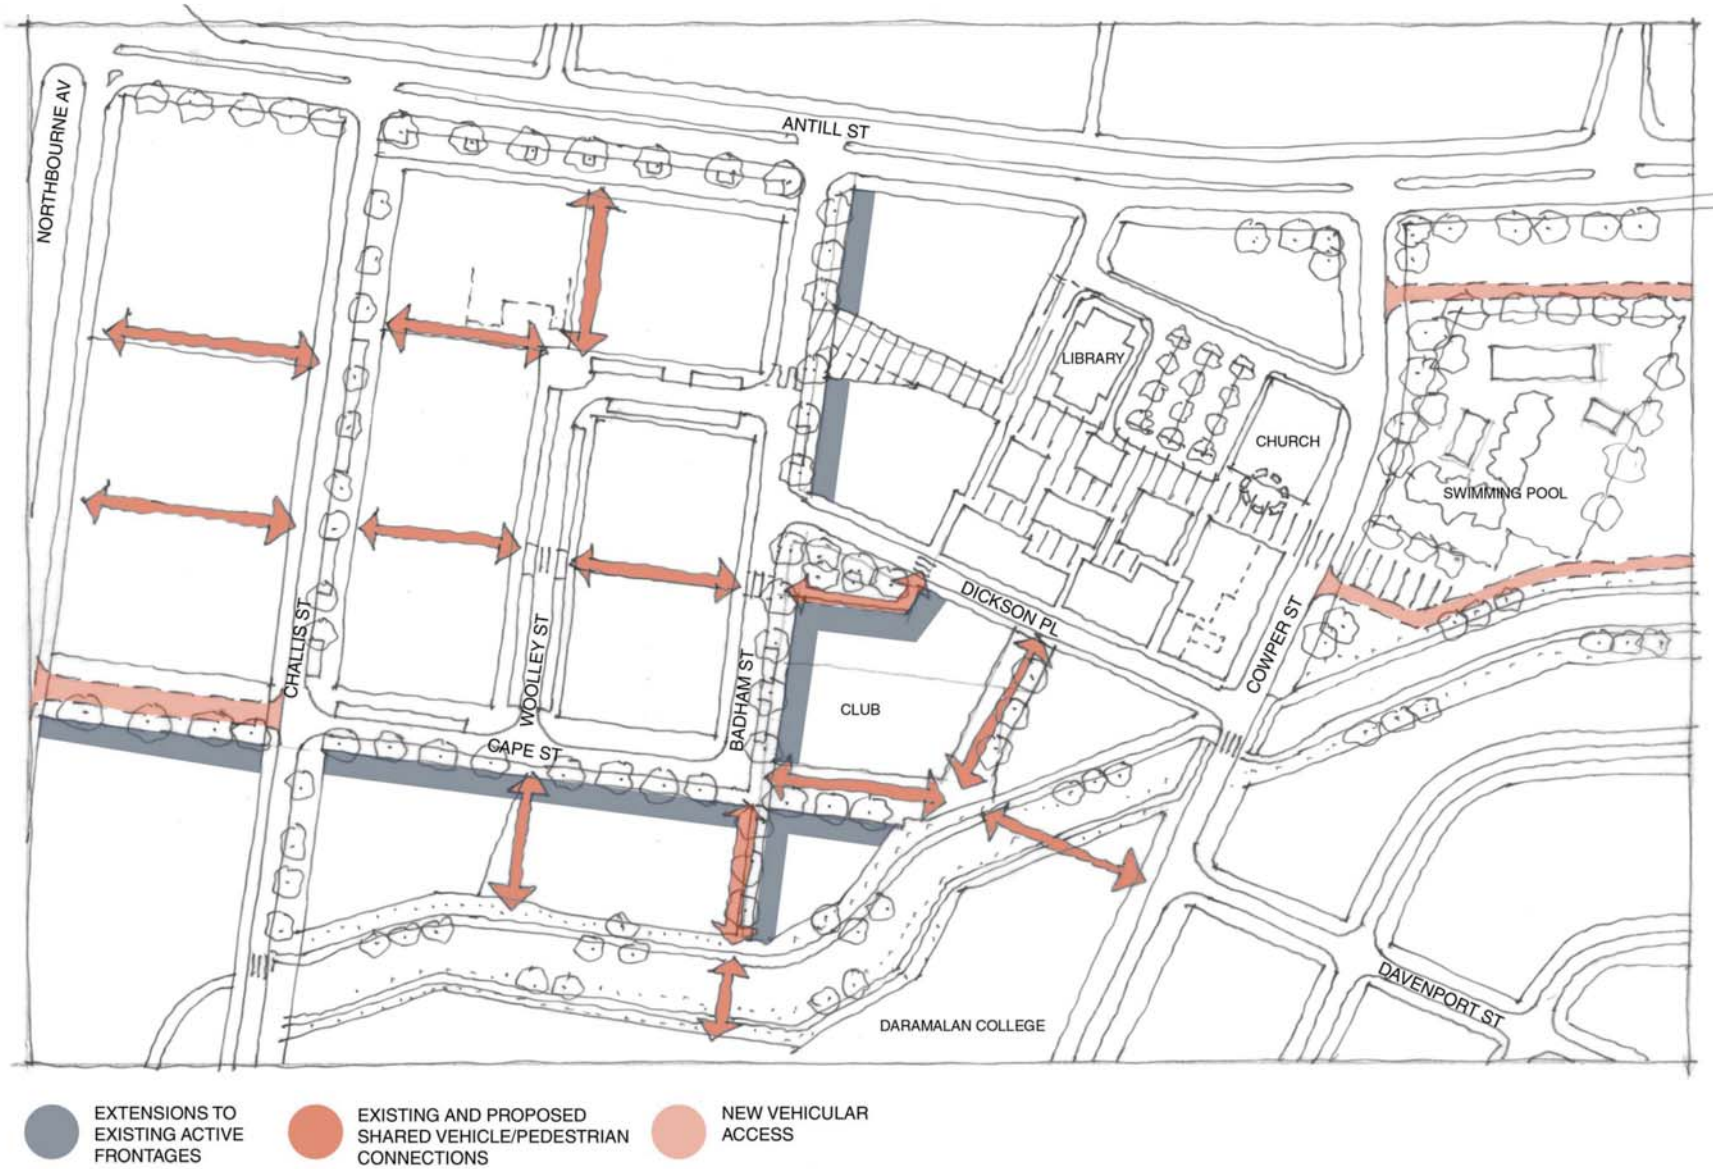 NORTHBOURNE AV
ANTILL ST
LIBRARY
CHURCH
SWIMMING POOL
CHALLIS ST
WOOLLEY ST
BADHAM ST
DICKSON PL
COWPER ST
CLUB
CAPE ST
DAVENPORT ST
DARAMALAN COLLEGE
EXTENSIONS TO
EXISTING ACTIVE
FRONTAGES
EXISTING AND PROPOSED
SHARED VEHICLE/PEDESTRIAN
CONNECTIONS
NEW VEHICULAR
ACCESS